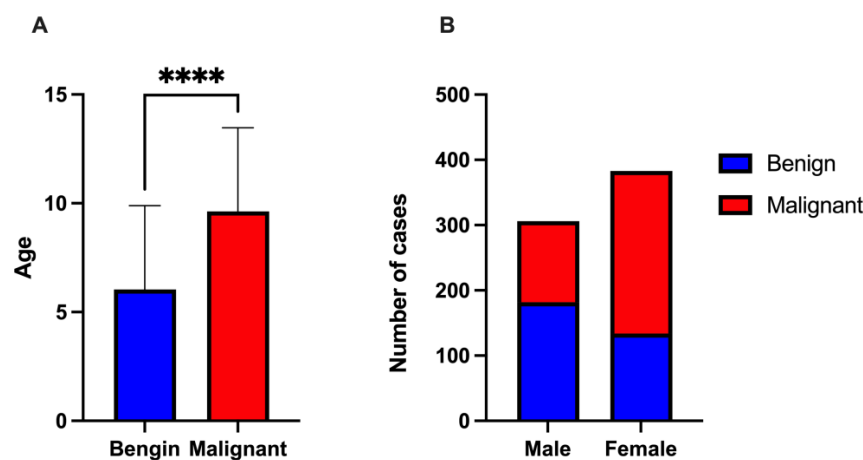 A
****
15
10
5
0
Age
Bengin Malignant
B
500
400
300
200
100
0
Number of cases
Male Female
Benign
Malignant